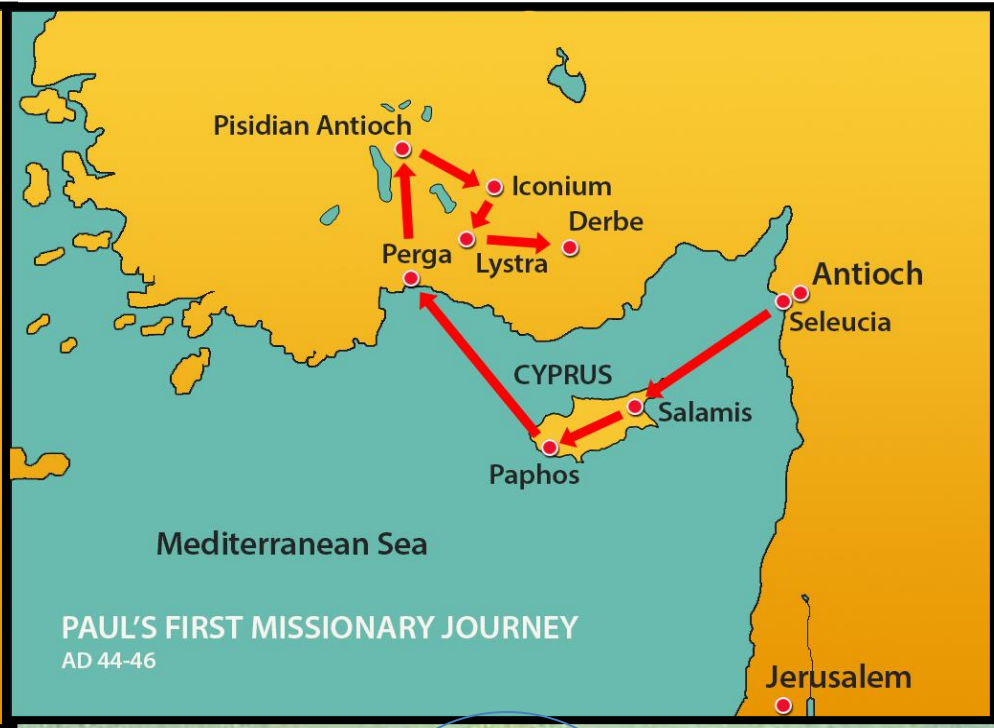 Pisidian Antioch
Iconium
Derbe
Perga
Lystra
Antioch
Seleucia
CYPRUS
Salamis
Paphos
Mediterranean Sea
PAUL'S FIRST MISSIONARY JOURNEY
AD 44-46
Jerusalem